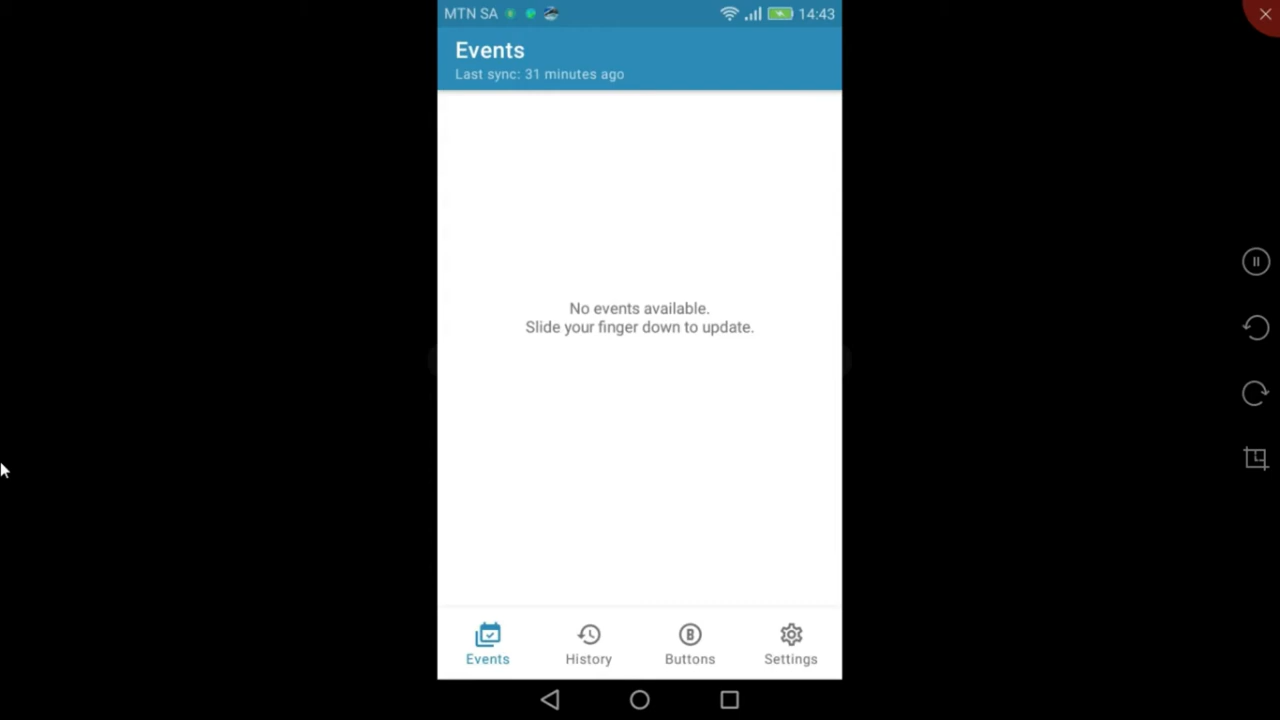 MTN SA
14:43
Events
Last sync: 31 minutes ago
No events available.
Slide your finger down to update.
Events
History
B
Buttons
Settings